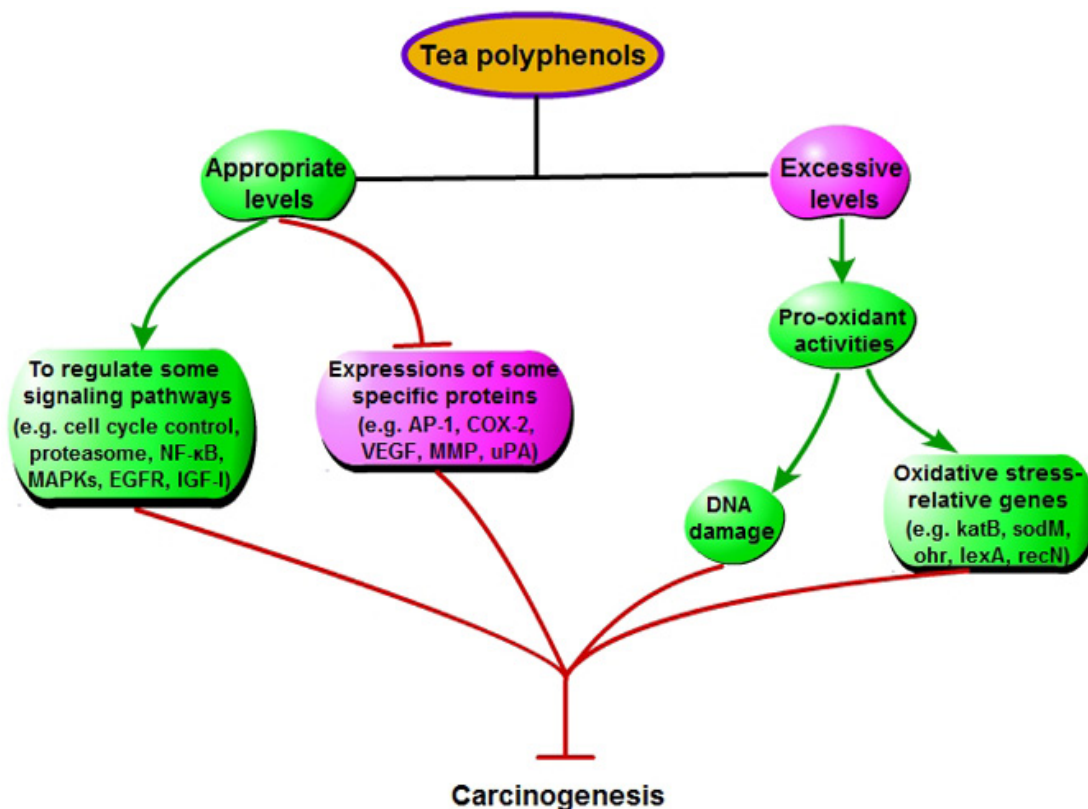 Tea polyphenols
Appropriate
levels
Excessive
levels
Pro-oxidant
activities
To regulate some
signaling pathways
(e.g. cell cycle control,
proteasome, NF-κB,
MAPKs, EGFR, IGF-I)
Expressions of some
specific proteins
(e.g. AP-1, COX-2,
VEGF, MMP, uPA)
DNA
damage
Oxidative stress-
relative genes
(e.g. katB, sodM,
ohr, lexA, recN)
Carcinogenesis